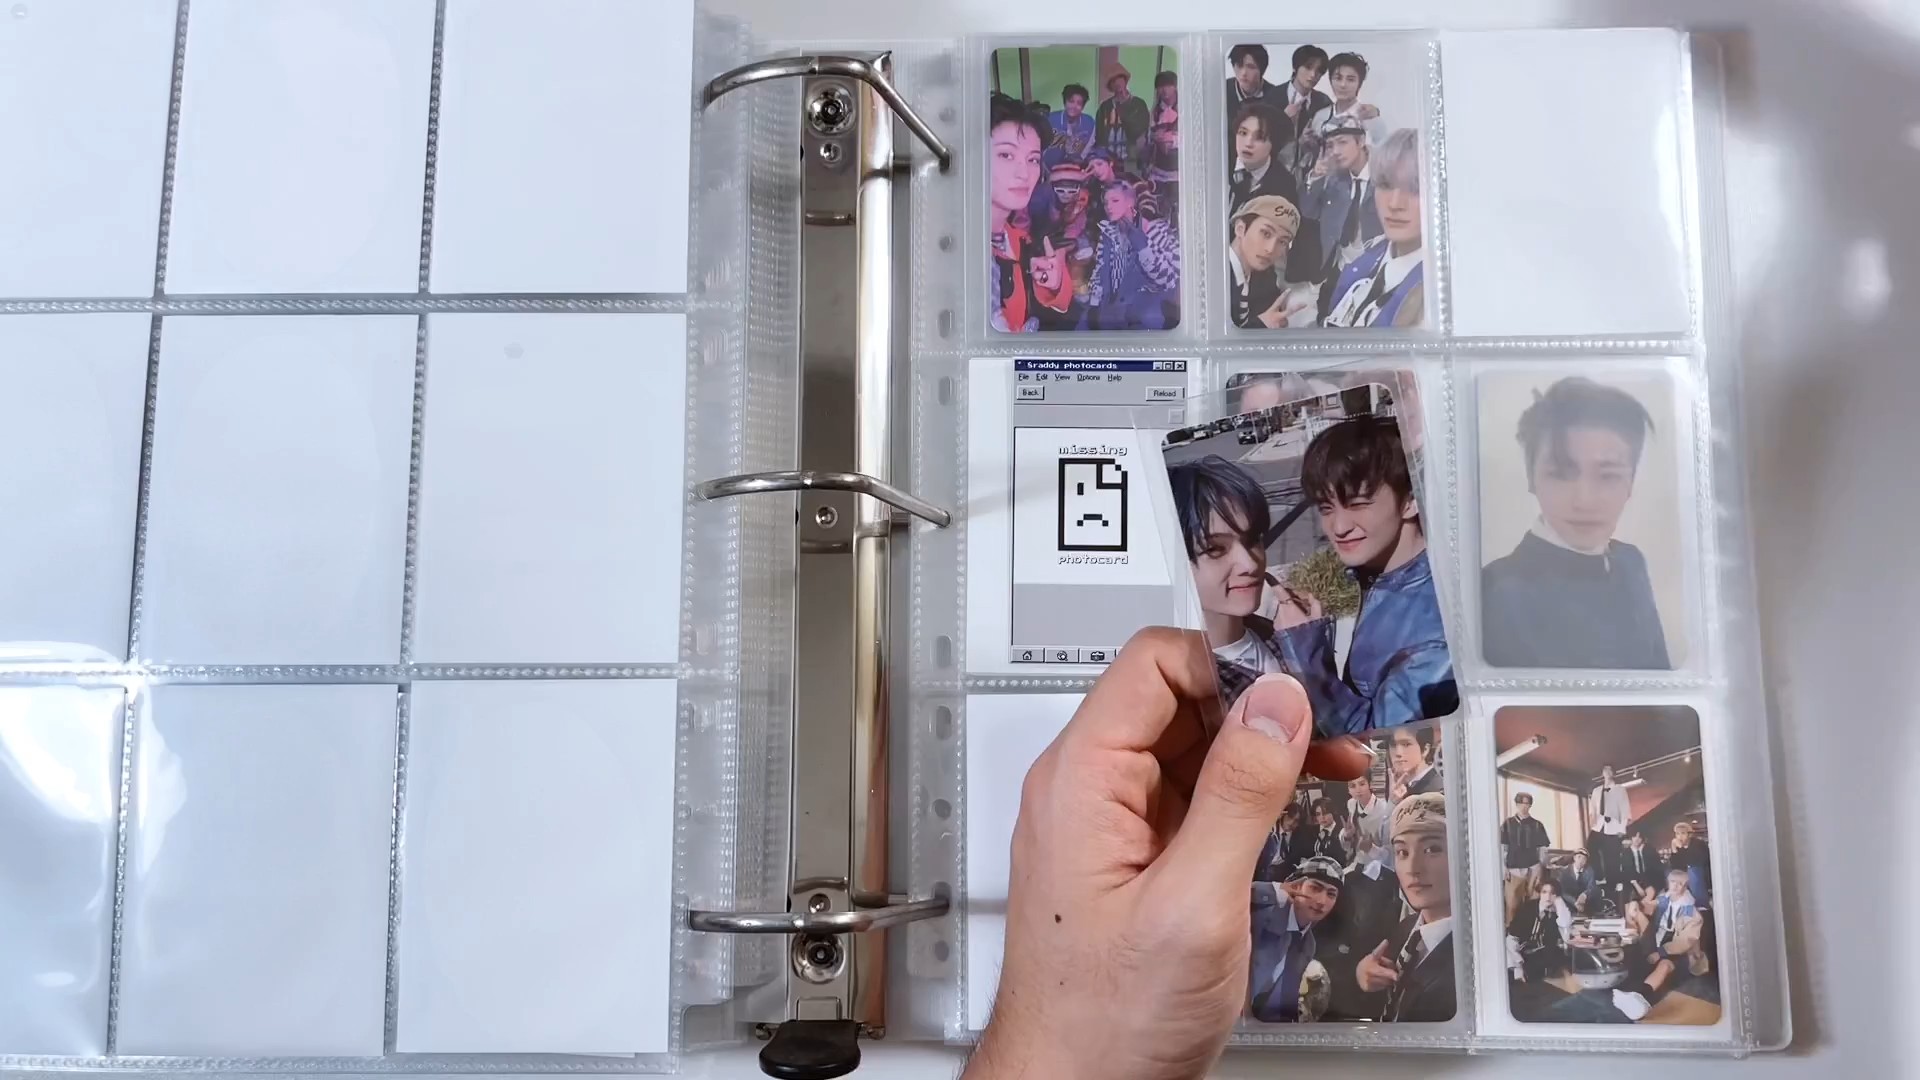 Sraddy photocards
File Edit View Options Help
Back
Reload
missing
photocard